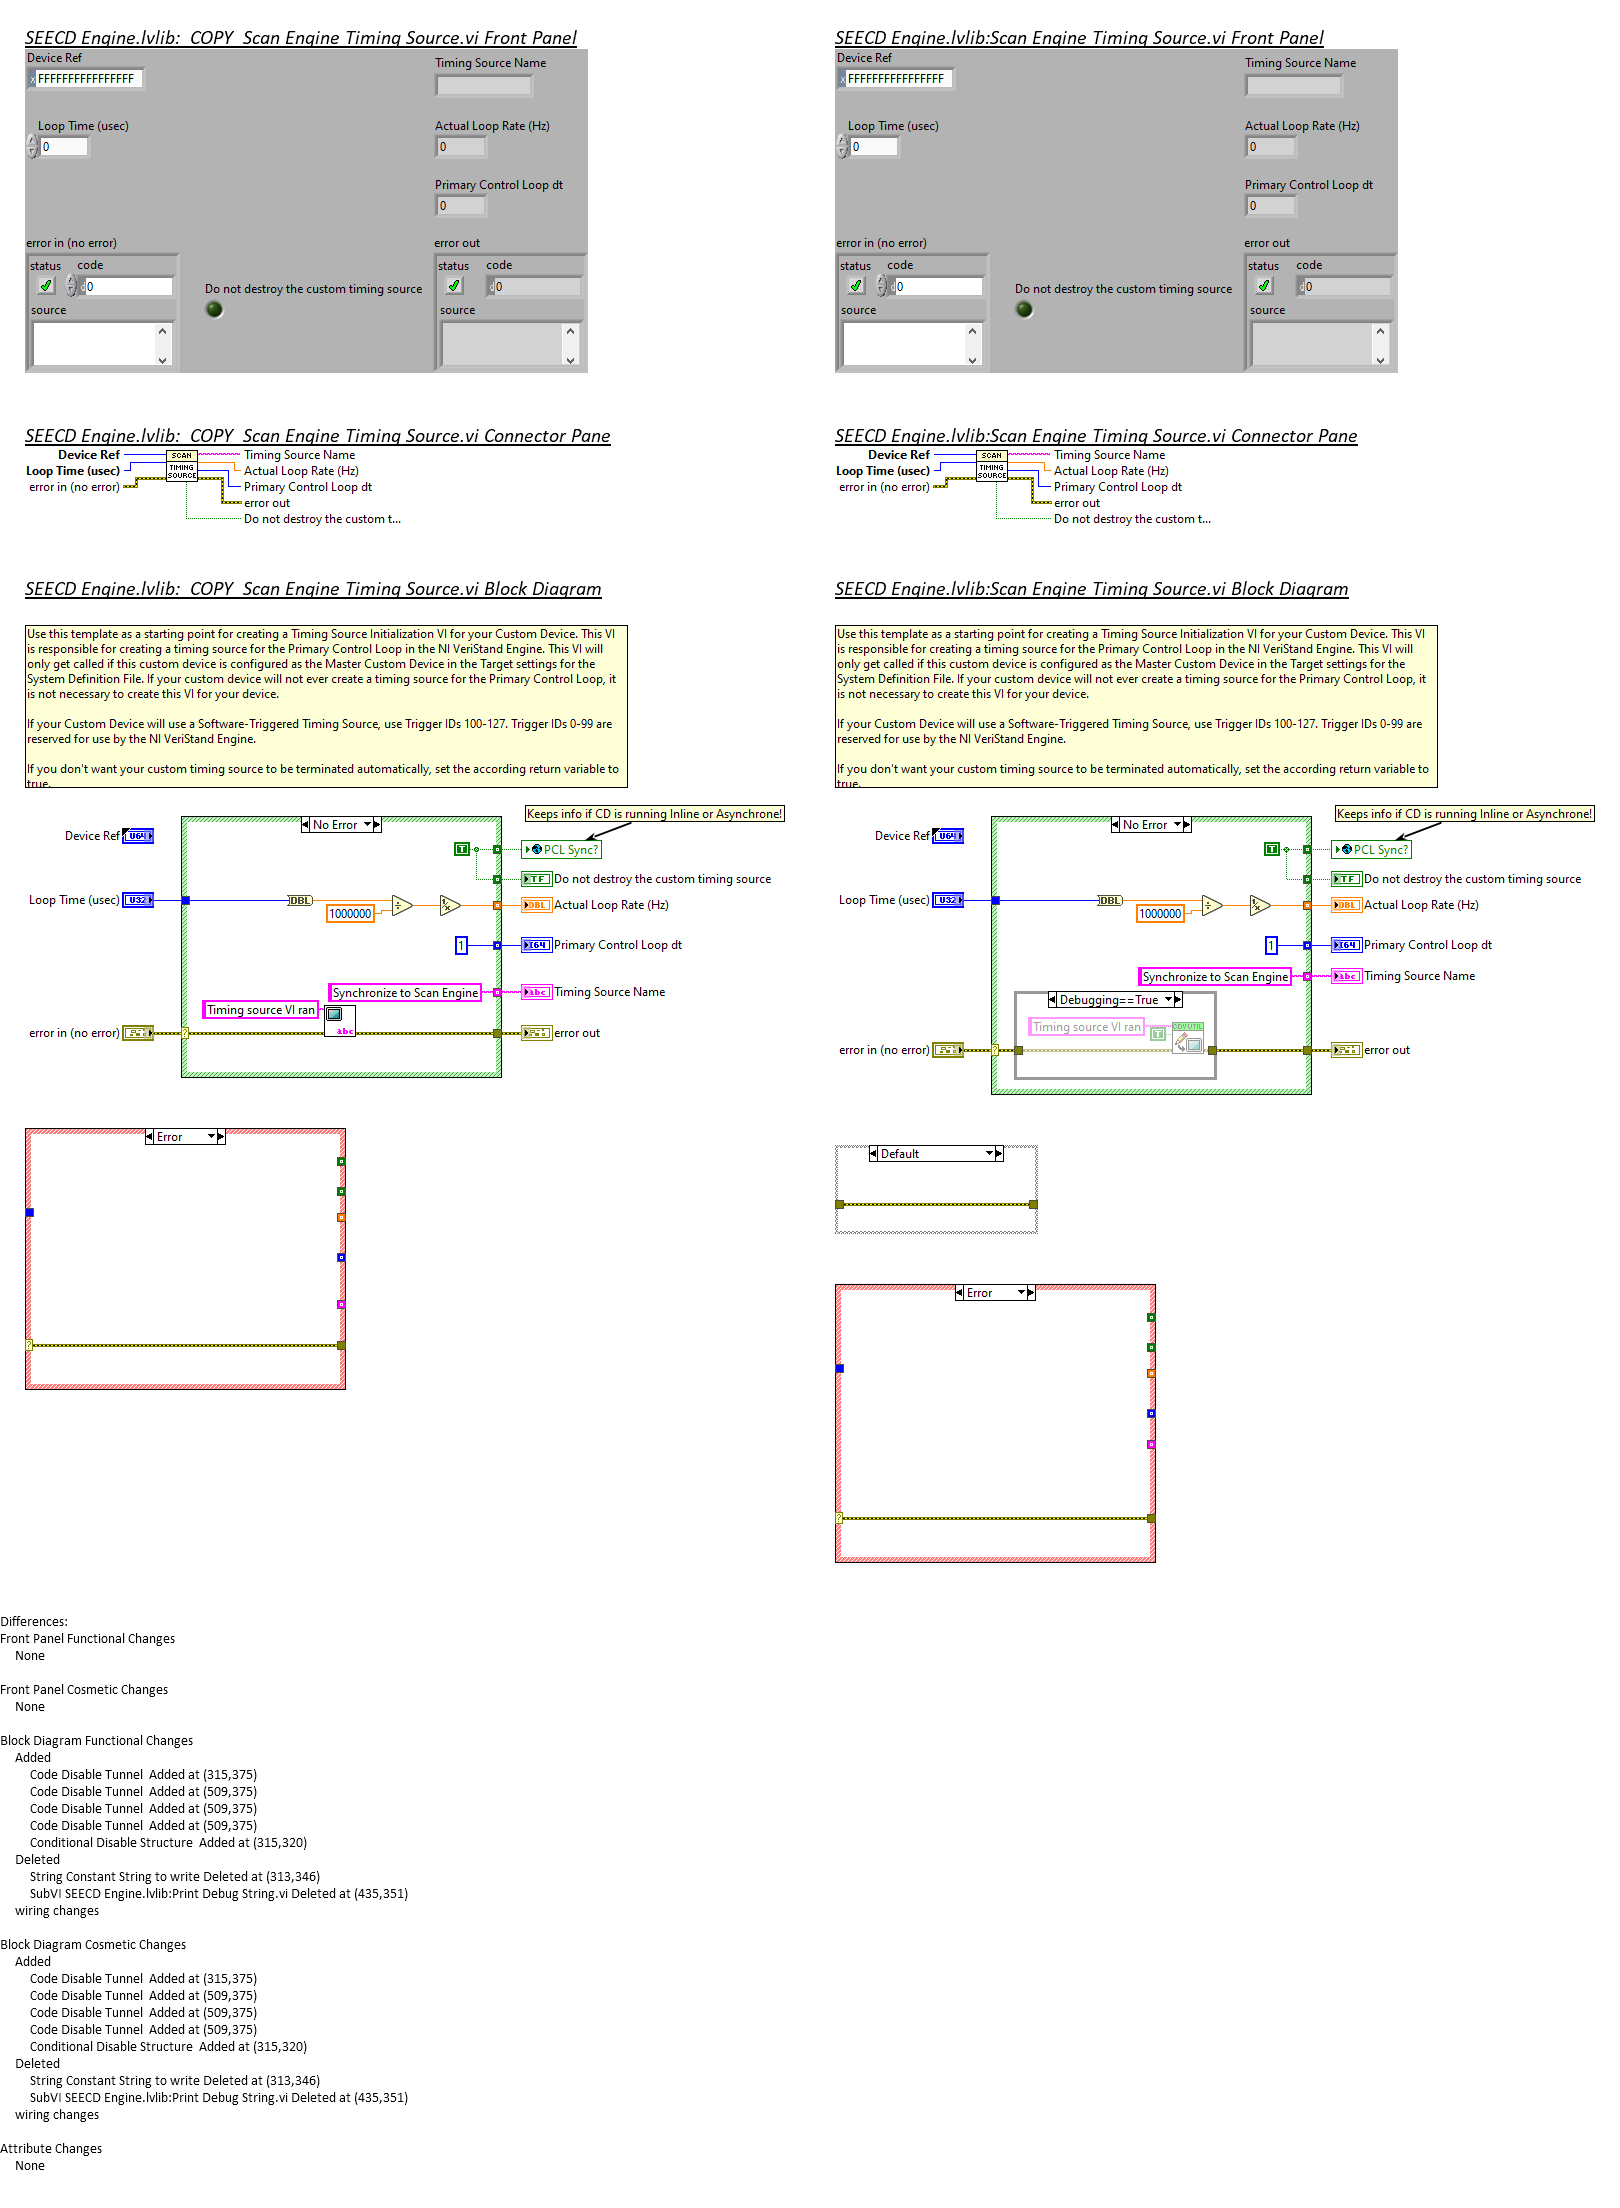 SEECD Engine.lvlib:  COPY  Scan Engine Timing Source.vi Front Panel
Device Ref
x FFFFFFFFFFFFFFFF
Timing Source Name
Loop Time (usec)
0
Actual Loop Rate (Hz)
0
Primary Control Loop dt
0
error in (no error)
status
code
d 0
source
Do not destroy the custom timing source
error out
status
code
d 0
source
SEECD Engine.lvlib:Scan Engine Timing Source.vi Front Panel
Device Ref
x FFFFFFFFFFFFFFFF
Timing Source Name
Loop Time (usec)
0
Actual Loop Rate (Hz)
0
Primary Control Loop dt
0
error in (no error)
status
code
d 0
source
Do not destroy the custom timing source
error out
status
code
d 0
source
SEECD Engine.lvlib:  COPY  Scan Engine Timing Source.vi Connector Pane
Device Ref
Loop Time (usec)
error in (no error)
SCAN
TIMING
SOURCE
Timing Source Name
Actual Loop Rate (Hz)
Primary Control Loop dt
error out
Do not destroy the custom t...
SEECD Engine.lvlib:Scan Engine Timing Source.vi Connector Pane
Device Ref
Loop Time (usec)
error in (no error)
SCAN
TIMING
SOURCE
Timing Source Name
Actual Loop Rate (Hz)
Primary Control Loop dt
error out
Do not destroy the custom t...
SEECD Engine.lvlib:  COPY  Scan Engine Timing Source.vi Block Diagram
Use this template as a starting point for creating a Timing Source Initialization VI for your Custom Device. This VI
is responsible for creating a timing source for the Primary Control Loop in the NI VeriStand Engine. This VI will
only get called if this custom device is configured as the Master Custom Device in the Target settings for the
System Definition File. If your custom device will not ever create a timing source for the Primary Control Loop, it
is not necessary to create this VI for your device.
If your Custom Device will use a Software-Triggered Timing Source, use Trigger IDs 100-127. Trigger IDs 0-99 are
reserved for use by the NI VeriStand Engine.
If you don't want your custom timing source to be terminated automatically, set the according return variable to
true.
Keeps info if CD is running Inline or Asynchrone!
No Error
Device Ref
U64
T
PCL Sync?
TF
Do not destroy the custom timing source
Loop Time (usec)
U32
DBL
1000000
÷
1/x
DBL
Actual Loop Rate (Hz)
1
I64
Primary Control Loop dt
Synchronize to Scan Engine
abc
Timing Source Name
Timing source VI ran
abc
error in (no error)
?
error out
Error
?
SEECD Engine.lvlib:Scan Engine Timing Source.vi Block Diagram
Use this template as a starting point for creating a Timing Source Initialization VI for your Custom Device. This VI
is responsible for creating a timing source for the Primary Control Loop in the NI VeriStand Engine. This VI will
only get called if this custom device is configured as the Master Custom Device in the Target settings for the
System Definition File. If your custom device will not ever create a timing source for the Primary Control Loop, it
is not necessary to create this VI for your device.
If your Custom Device will use a Software-Triggered Timing Source, use Trigger IDs 100-127. Trigger IDs 0-99 are
reserved for use by the NI VeriStand Engine.
If you don't want your custom timing source to be terminated automatically, set the according return variable to
true.
Keeps info if CD is running Inline or Asynchrone!
No Error
Device Ref
U64
T
PCL Sync?
TF
Do not destroy the custom timing source
Loop Time (usec)
U32
DBL
1000000
÷
1/x
DBL
Actual Loop Rate (Hz)
1
I64
Primary Control Loop dt
Synchronize to Scan Engine
abc
Timing Source Name
Debugging==True
Timing source VI ran
T
CDV UTIL
error in (no error)
?
error out
Default
Error
?
Differences:
Front Panel Functional Changes
None
Front Panel Cosmetic Changes
None
Block Diagram Functional Changes
Added
Code Disable Tunnel  Added at (315,375)
Code Disable Tunnel  Added at (509,375)
Code Disable Tunnel  Added at (509,375)
Code Disable Tunnel  Added at (509,375)
Conditional Disable Structure  Added at (315,320)
Deleted
String Constant String to write Deleted at (313,346)
SubVI SEECD Engine.lvlib:Print Debug String.vi Deleted at (435,351)
wiring changes
Block Diagram Cosmetic Changes
Added
Code Disable Tunnel  Added at (315,375)
Code Disable Tunnel  Added at (509,375)
Code Disable Tunnel  Added at (509,375)
Code Disable Tunnel  Added at (509,375)
Conditional Disable Structure  Added at (315,320)
Deleted
String Constant String to write Deleted at (313,346)
SubVI SEECD Engine.lvlib:Print Debug String.vi Deleted at (435,351)
wiring changes
Attribute Changes
None